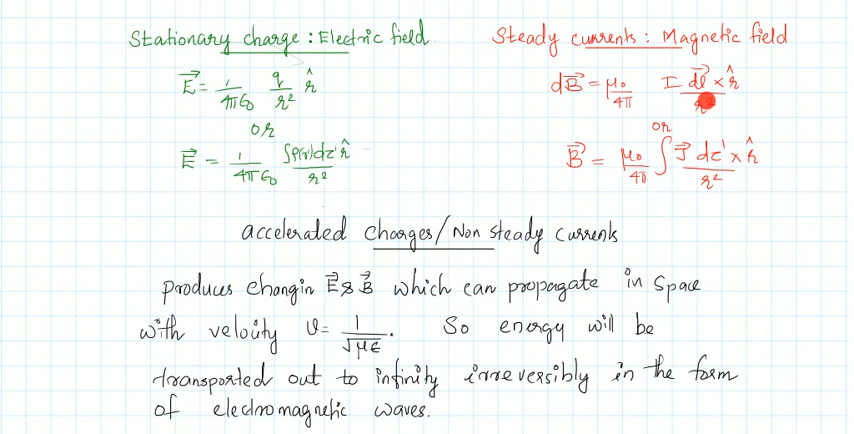 Stationary charge : Electric field
E⃗ = 1/4πϵ₀ q/r² r̂
or
E⃗ = 1/4πϵ₀ ∫ρ(r')dτ' r̂/r²
Steady currents : Magnetic field
dB⃗ = μ₀/4π I dl⃗ × r̂/r²
or
B⃗ = μ₀/4π ∫ J⃗ dτ' × r̂/r²
accelerated charges/Non steady currents
produces changin E⃗ & B⃗ which can propagate in space
with velocity v = 1/√μϵ. So energy will be
transported out to infinity irreversibly in the form
of electromagnetic waves.